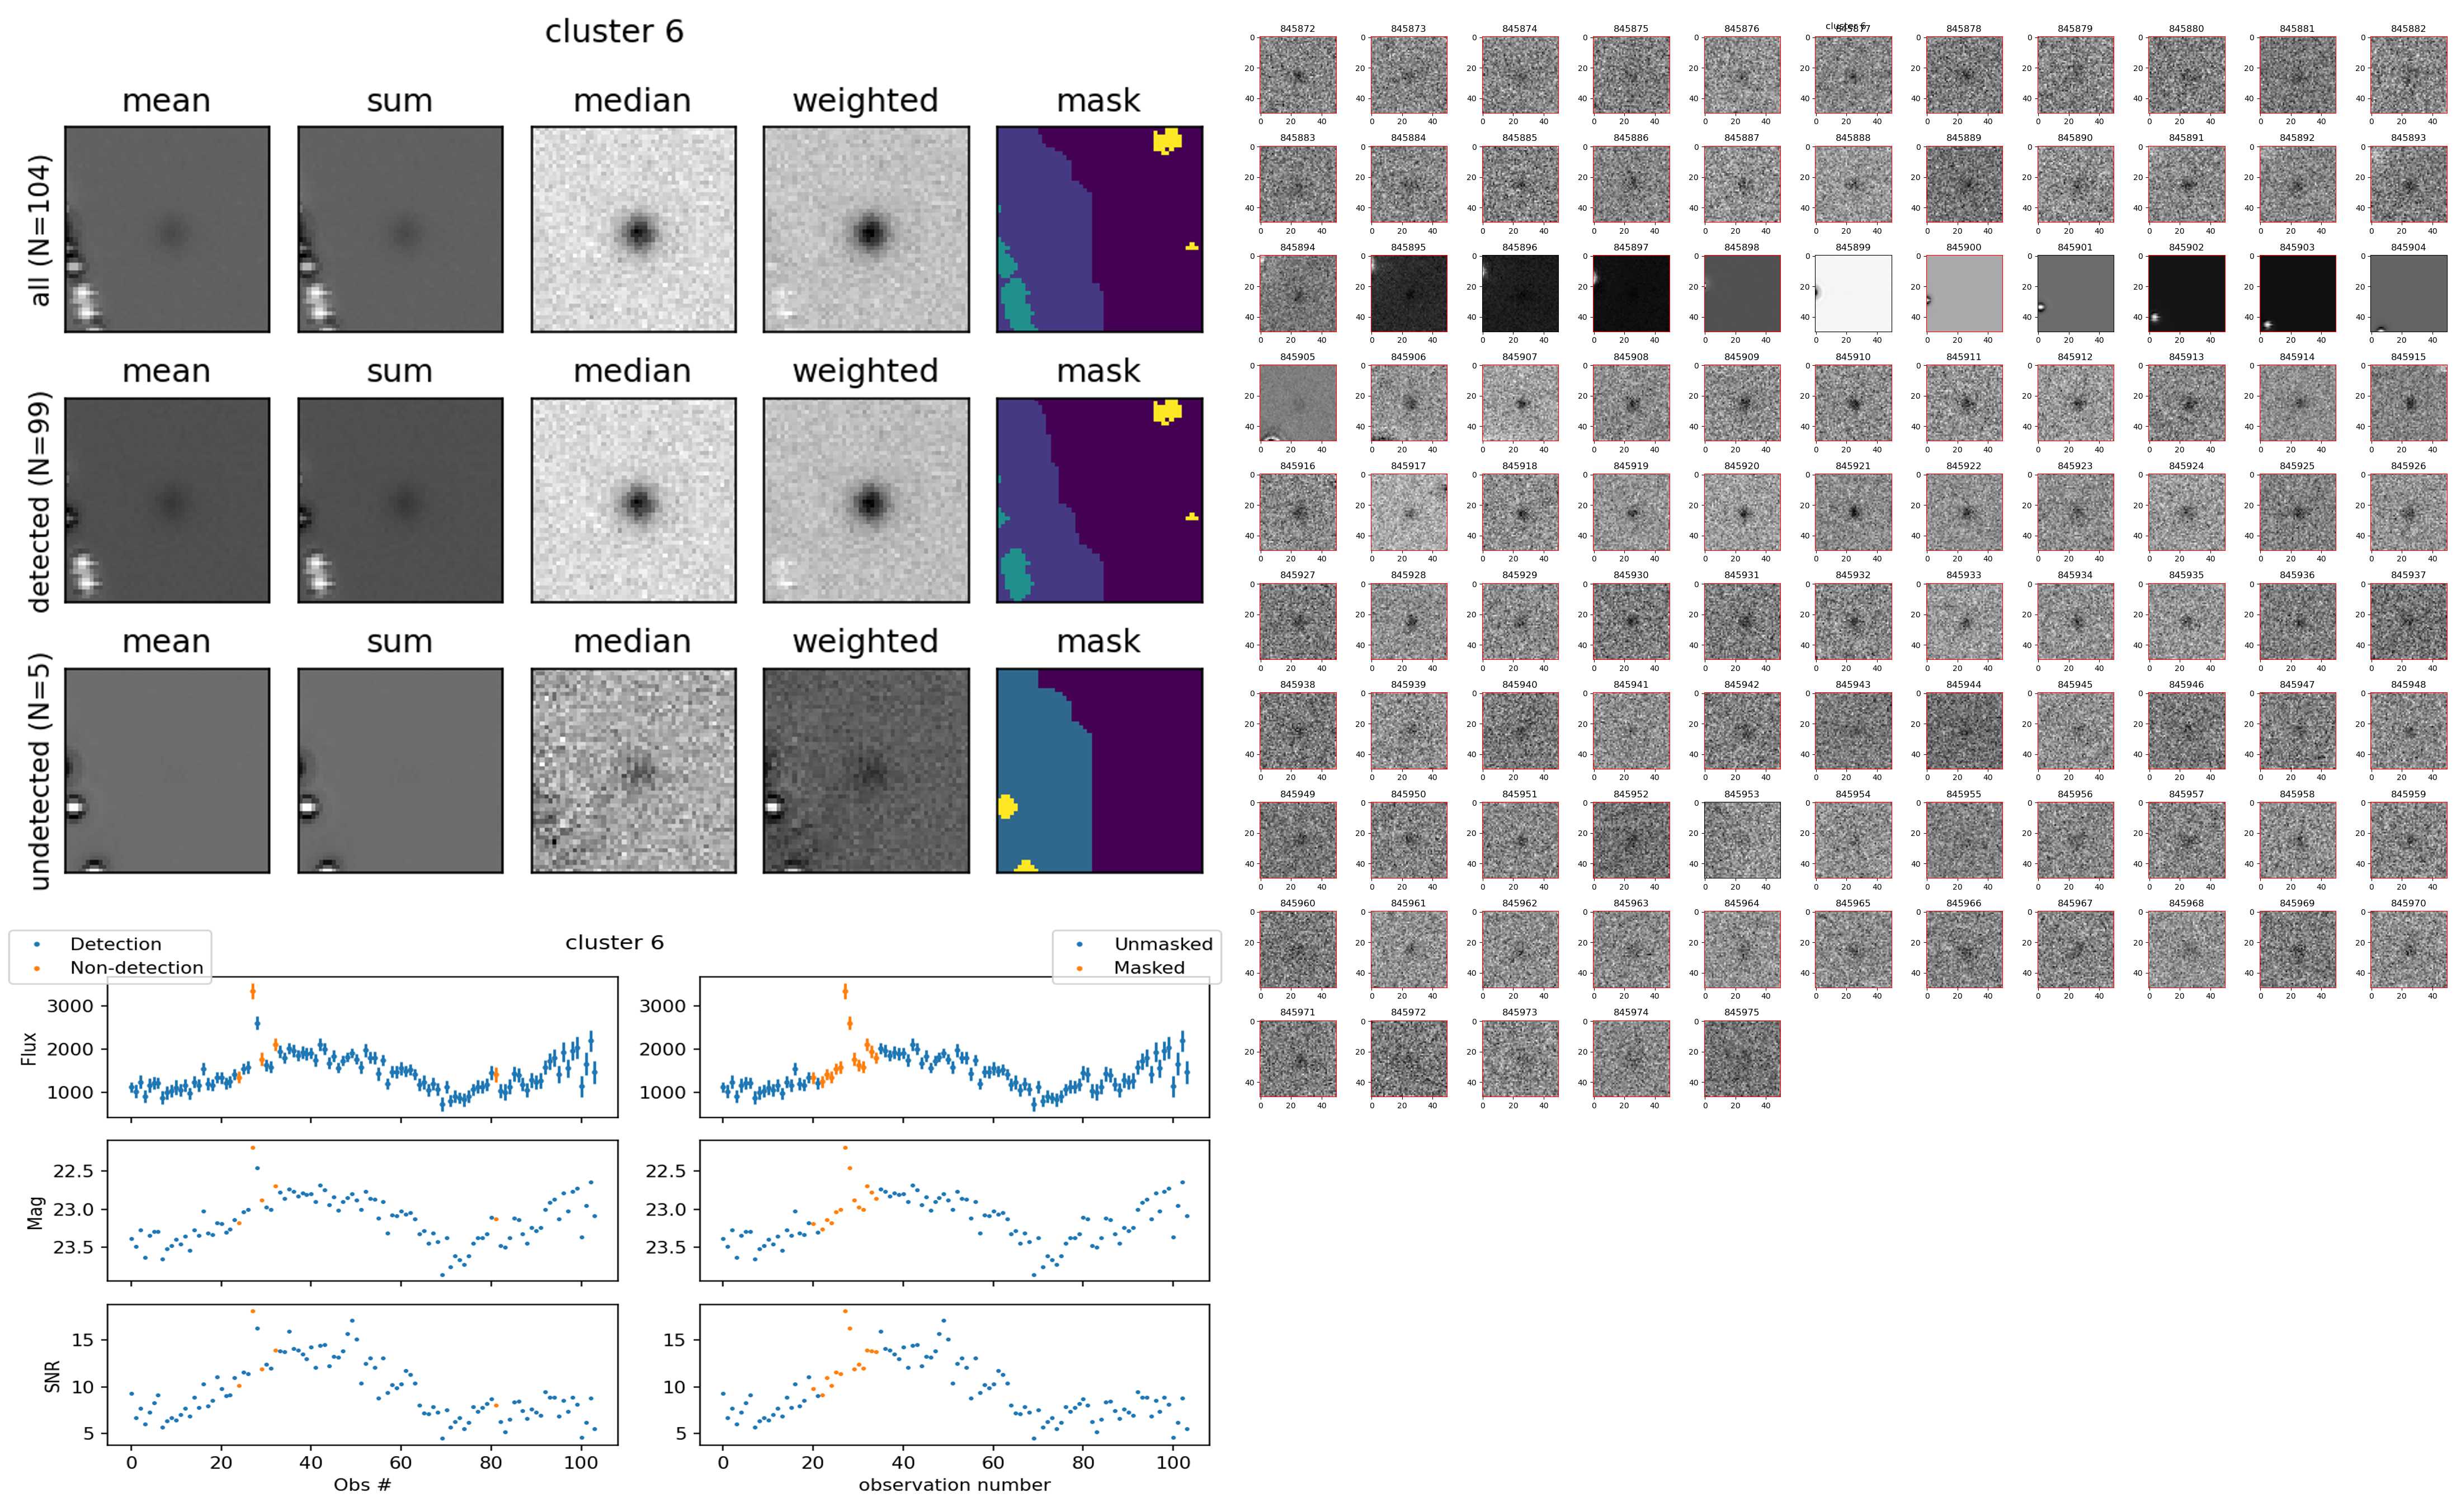 cluster 6
mean sum median weighted mask
all (N=104)
mean sum median weighted mask
detected (N=99)
mean sum median weighted mask
undetected (N=5)
cluster 6
Detection
Non-detection
Unmasked
Masked
Flux
3000
2000
1000
3000
2000
1000
Mag
22.5
23.0
23.5
22.5
23.0
23.5
SNR
15
10
5
15
10
5
0 20 40 60 80 100
Obs #
0 20 40 60 80 100
observation number
cluster 6
845872 845873 845874 845875 845876 845877 845878 845879 845880 845881 845882
845883 845884 845885 845886 845887 845888 845889 845890 845891 845892 845893
845894 845895 845896 845897 845898 845899 845900 845901 845902 845903 845904
845905 845906 845907 845908 845909 845910 845911 845912 845913 845914 845915
845916 845917 845918 845919 845920 845921 845922 845923 845924 845925 845926
845927 845928 845929 845930 845931 845932 845933 845934 845935 845936 845937
845938 845939 845940 845941 845942 845943 845944 845945 845946 845947 845948
845949 845950 845951 845952 845953 845954 845955 845956 845957 845958 845959
845960 845961 845962 845963 845964 845965 845966 845967 845968 845969 845970
845971 845972 845973 845974 845975